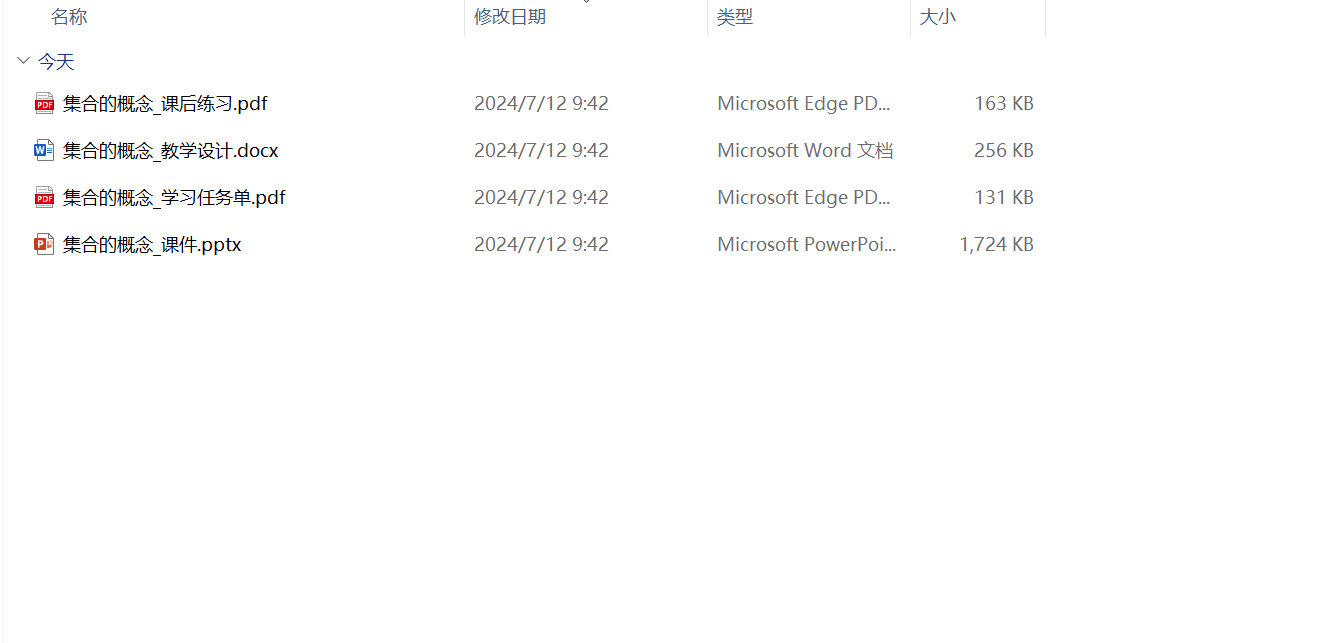 名称 修改日期 类型 大小
今天
集合的概念_课后练习.pdf 2024/7/12 9:42 Microsoft Edge PD... 163 KB
集合的概念_教学设计.docx 2024/7/12 9:42 Microsoft Word 文档 256 KB
集合的概念_学习任务单.pdf 2024/7/12 9:42 Microsoft Edge PD... 131 KB
集合的概念_课件.pptx 2024/7/12 9:42 Microsoft PowerPoi... 1,724 KB